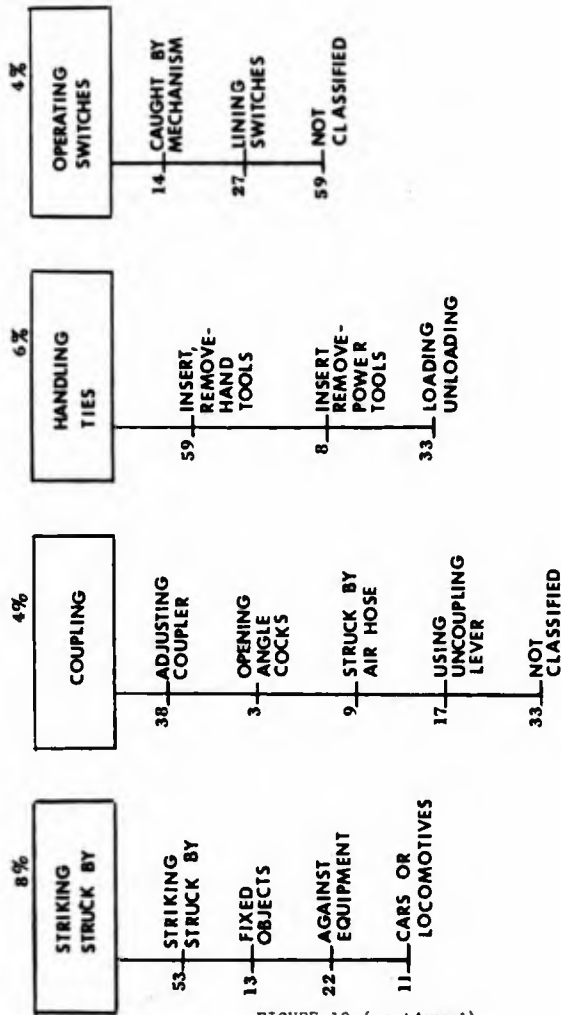 8%
STRIKING
STRUCK BY
53 STRIKING
STRUCK BY
13 FIXED
OBJECTS
22 AGAINST
EQUIPMENT
11 CARS OR
LOCOMOTIVES
4%
COUPLING
38 ADJUSTING
COUPLER
3 OPENING
ANGLE
COCKS
9 STRUCK BY
AIR HOSE
17 USING
UNCOUPLING
LEVER
33 NOT
CLASSIFIED
6%
HANDLING
TIES
59 INSERT,
REMOVE-
HAND
TOOLS
8 INSERT
REMOVE-
POWER
TOOLS
33 LOADING
UNLOADING
4%
OPERATING
SWITCHES
14 CAUGHT BY
MECHANISM
27 LINING
SWITCHES
59 NOT
CLASSIFIED
FIGURE (continued)